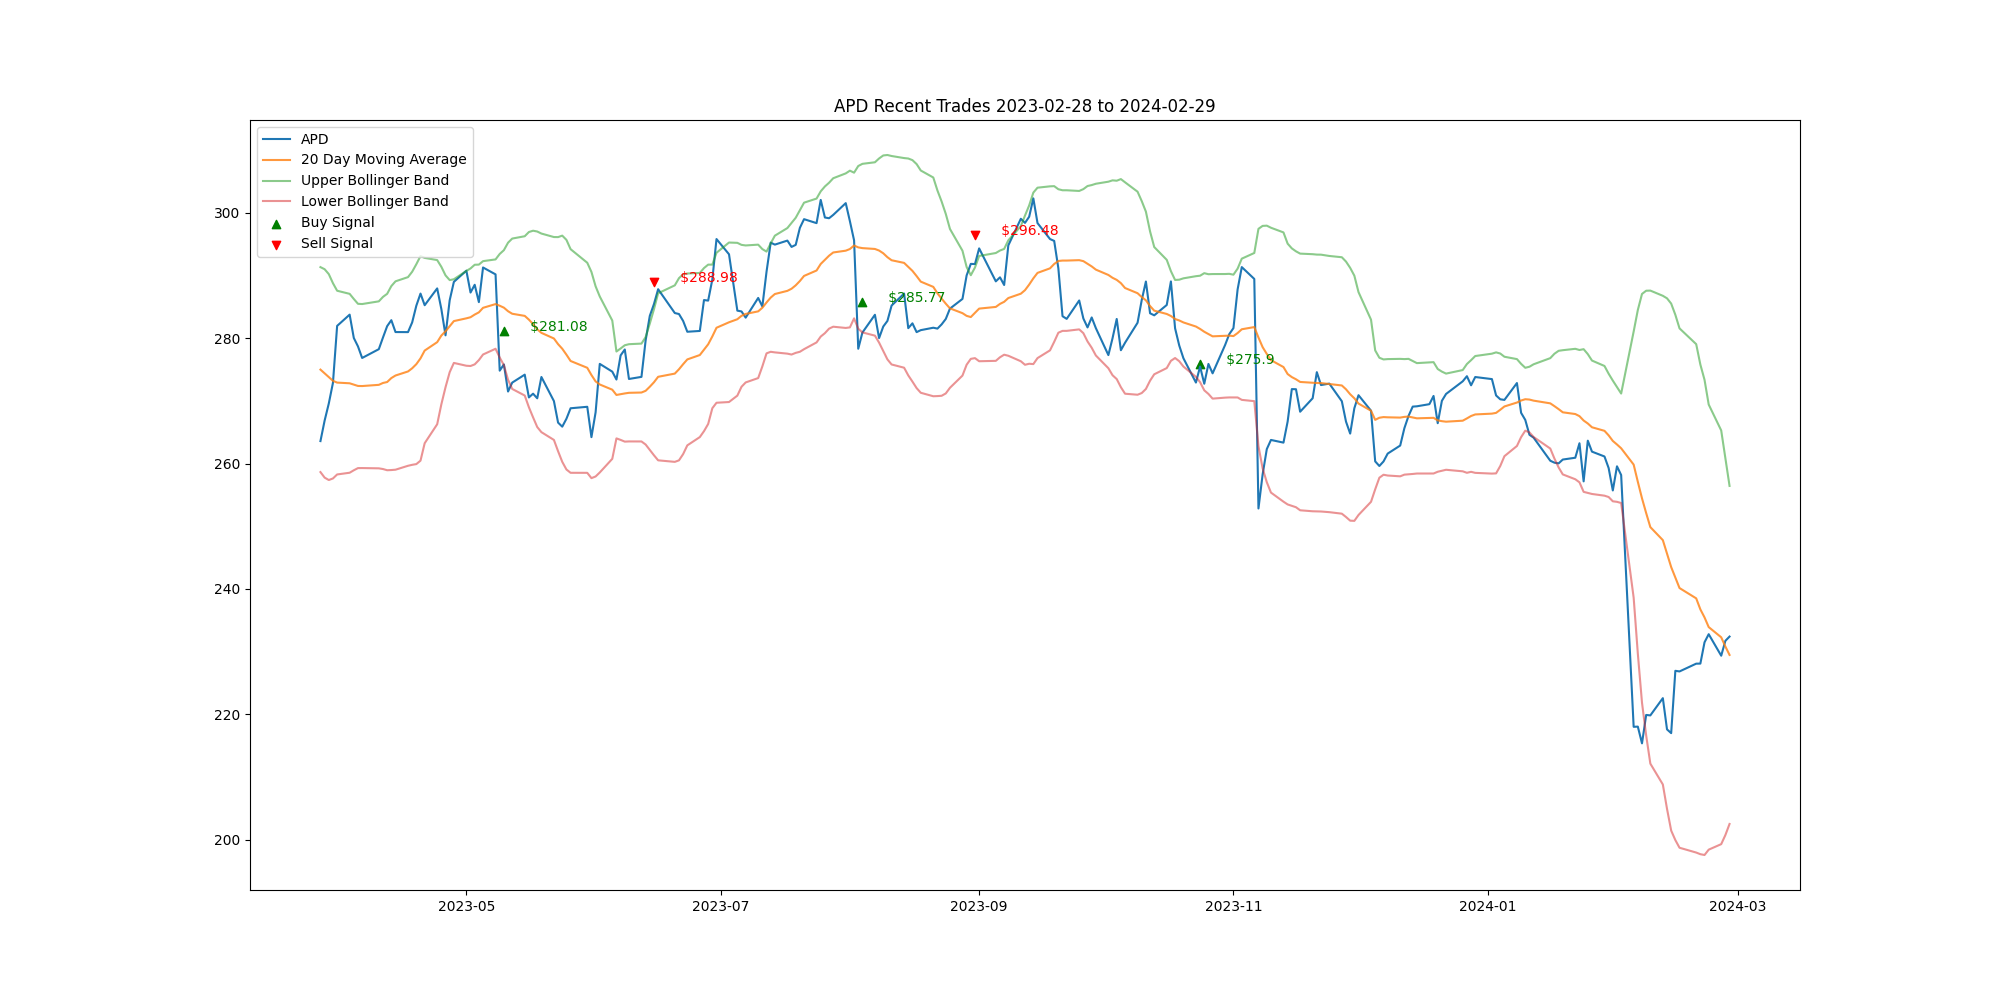 APD Recent Trades 2023-02-28 to 2024-02-29
APD
20 Day Moving Average
Upper Bollinger Band
Lower Bollinger Band
Buy Signal
Sell Signal
300
280
260
240
220
200
$281.08
$288.98
$285.77
$296.48
$275.9
2023-05
2023-07
2023-09
2023-11
2024-01
2024-03